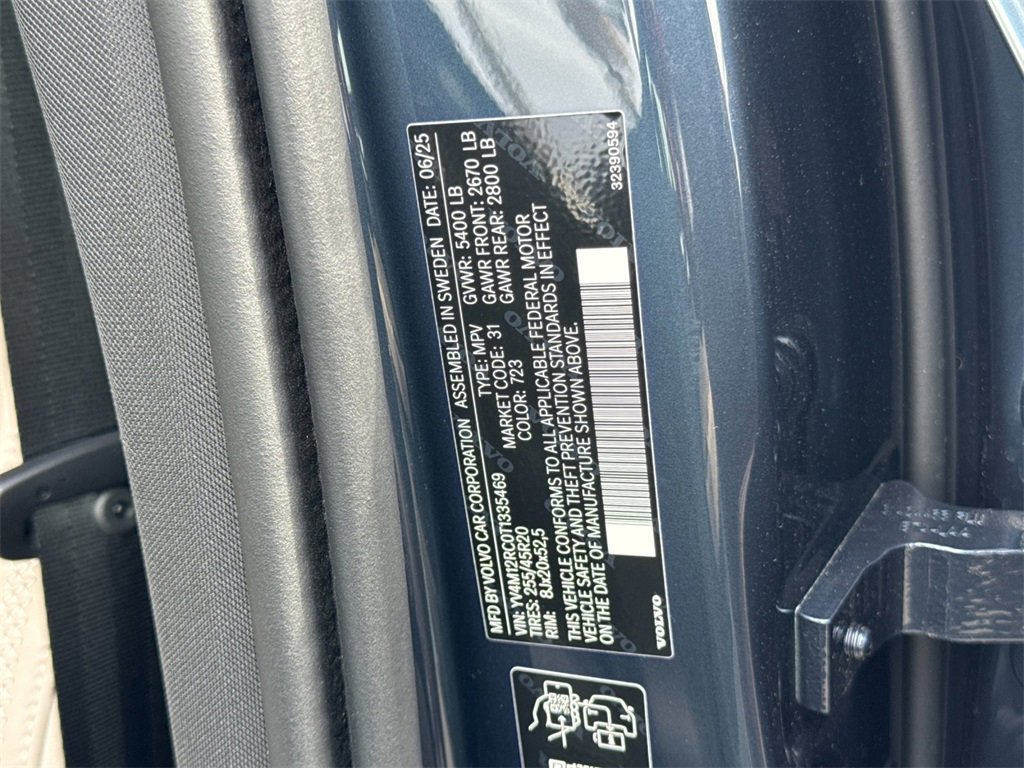 MFD BY VOLVO CAR CORPORATION ASSEMBLED IN SWEDEN DATE: 06/25
VIN: YV4M12RC0T1335469 TYPE: MPV GVWR: 5400 LB
TIRES: 255/45R20 MARKET CODE: 31 GAWR FRONT: 2670 LB
RIM: 8Jx20x52,5 COLOR: 723 GAWR REAR: 2800 LB
THIS VEHICLE CONFORMS TO ALL APPLICABLE FEDERAL MOTOR
VEHICLE SAFETY AND THEFT PREVENTION STANDARDS IN EFFECT
ON THE DATE OF MANUFACTURE SHOWN ABOVE.
VOLVO 32390594